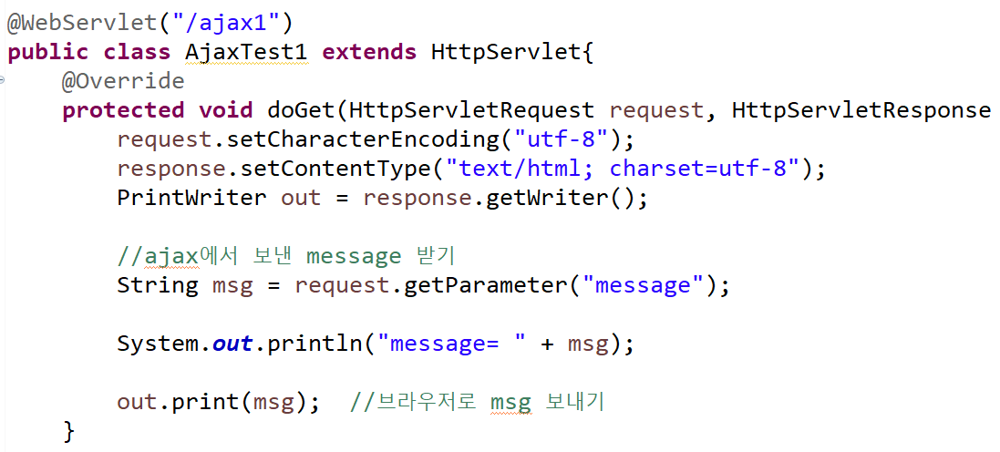 @WebServlet("/ajax1")
public class AjaxTest1 extends HttpServlet{
@Override
protected void doGet(HttpServletRequest request, HttpServletResponse
request.setCharacterEncoding("utf-8");
response.setContentType("text/html; charset=utf-8");
PrintWriter out = response.getWriter();
//ajax에서 보낸 message 받기
String msg = request.getParameter("message");
System.out.println("message= " + msg);
out.print(msg);  //브라우저로 msg 보내기
}